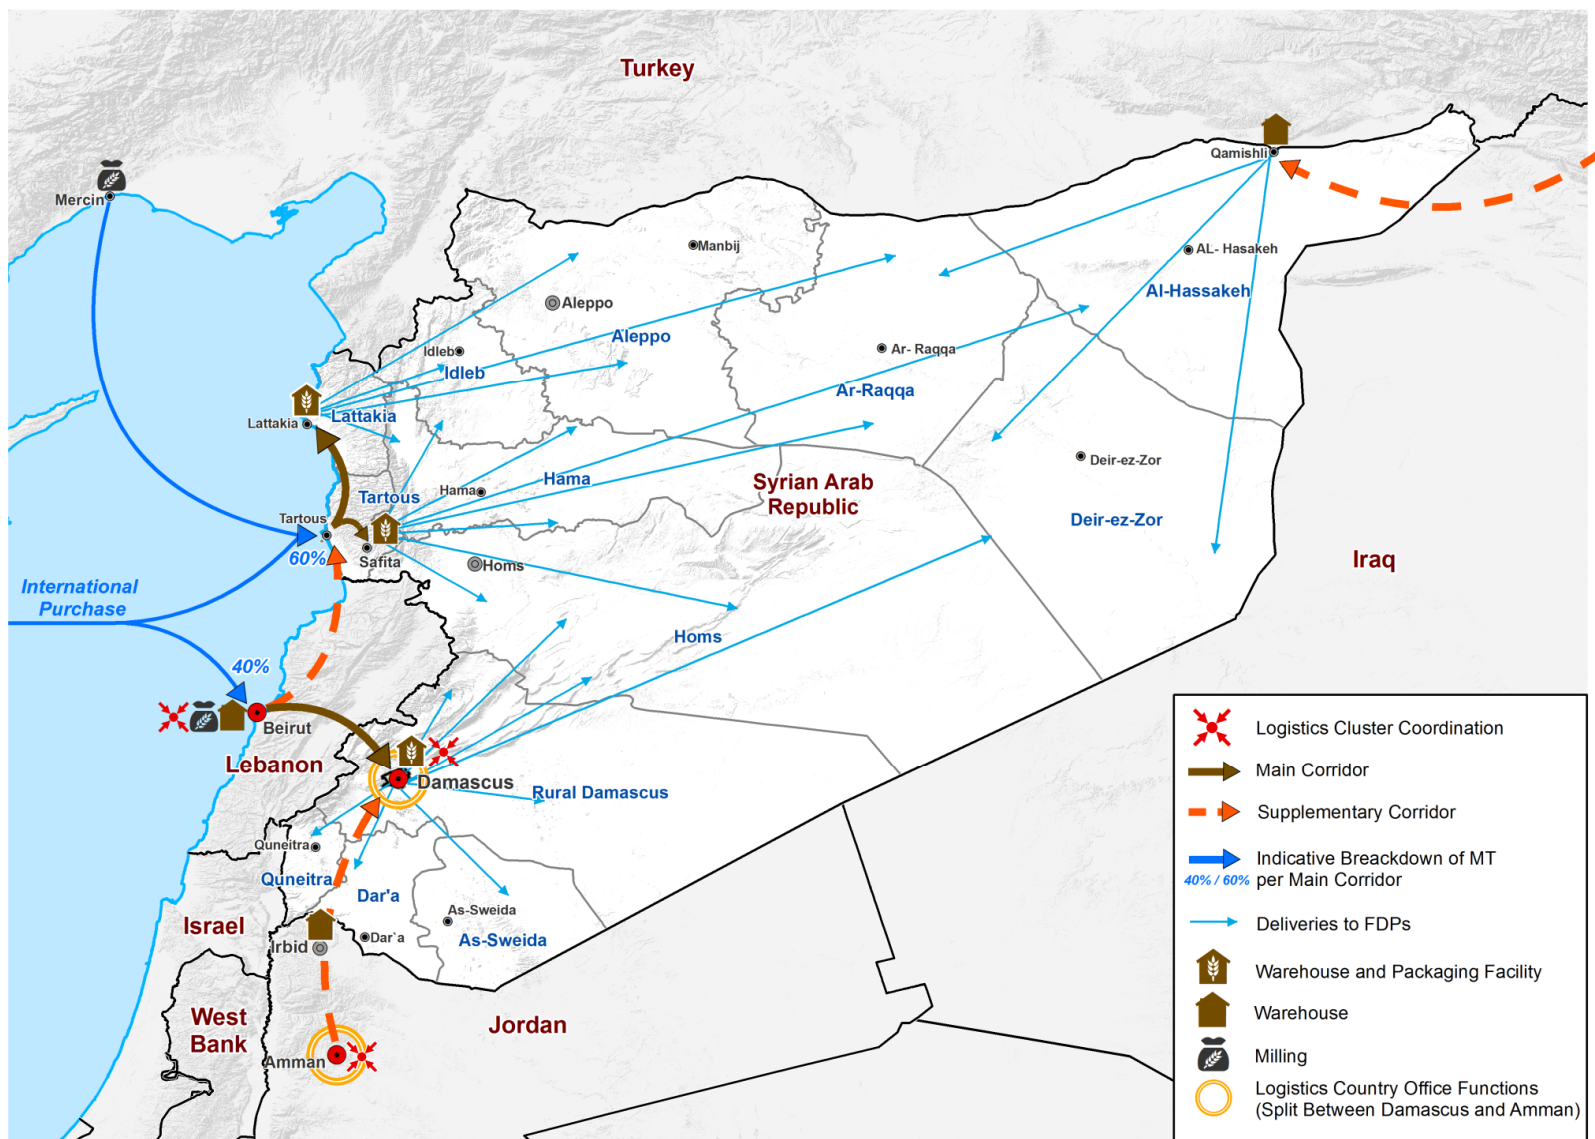 Turkey
Mercin
Qamishli
Manbij
AL- Hasakeh
Al-Hassakeh
Aleppo
Aleppo
Idleb
Idleb
Ar- Raqqa
Ar-Raqqa
Lattakia
Lattakia
Deir-ez-Zor
Deir-ez-Zor
Hama
Hama
Syrian Arab
Republic
Tartous
Tartous
60%
Safita
Homs
Homs
Iraq
International
Purchase
40%
Beirut
Lebanon
Damascus
Rural Damascus
Quneitra
Quneitra
Dar'a
Dar`a
As-Sweida
As-Sweida
Israel
Irbid
West
Bank
Jordan
Amman
Logistics Cluster Coordination
Main Corridor
Supplementary Corridor
Indicative Breackdown of MT
40% / 60% per Main Corridor
Deliveries to FDPs
Warehouse and Packaging Facility
Warehouse
Milling
Logistics Country Office Functions
(Split Between Damascus and Amman)